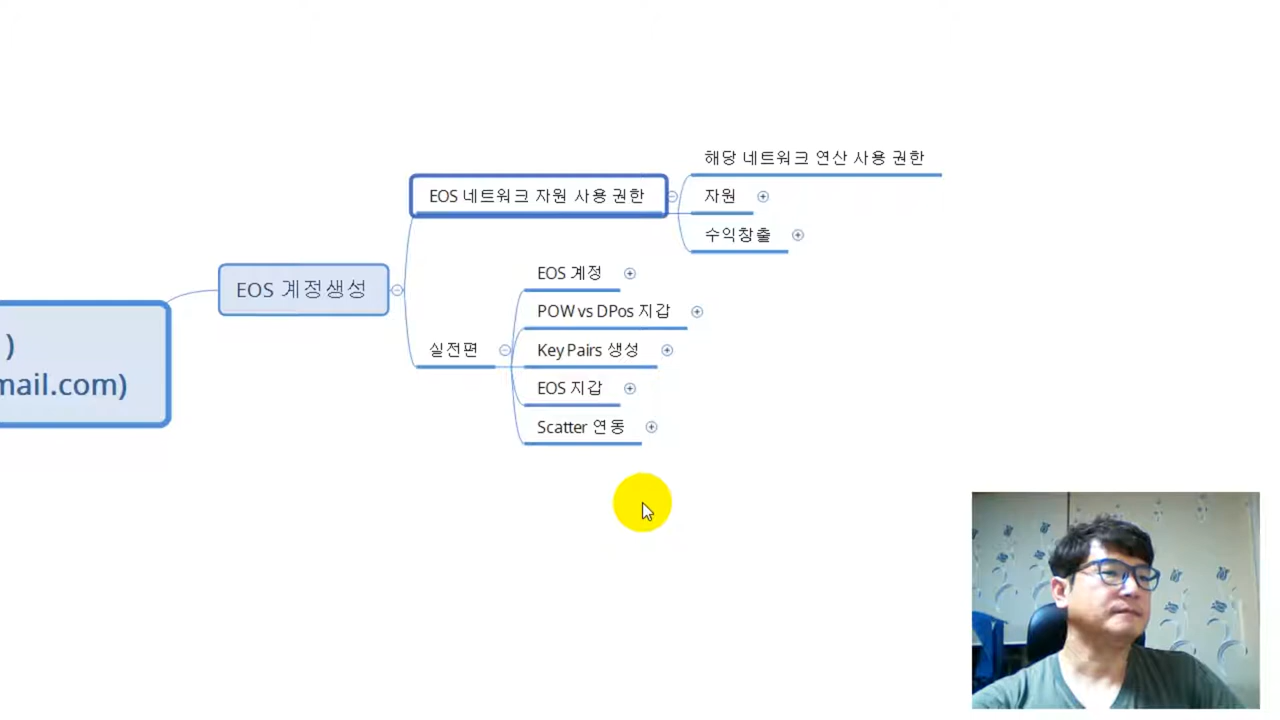 해당 네트워크 연산 사용 권한
EOS 네트워크 자원 사용 권한
자원
수익창출
EOS 계정
EOS 계정생성
POW vs DPos 지갑
)
실전편
Key Pairs 생성
mail.com)
EOS 지갑
Scatter 연동